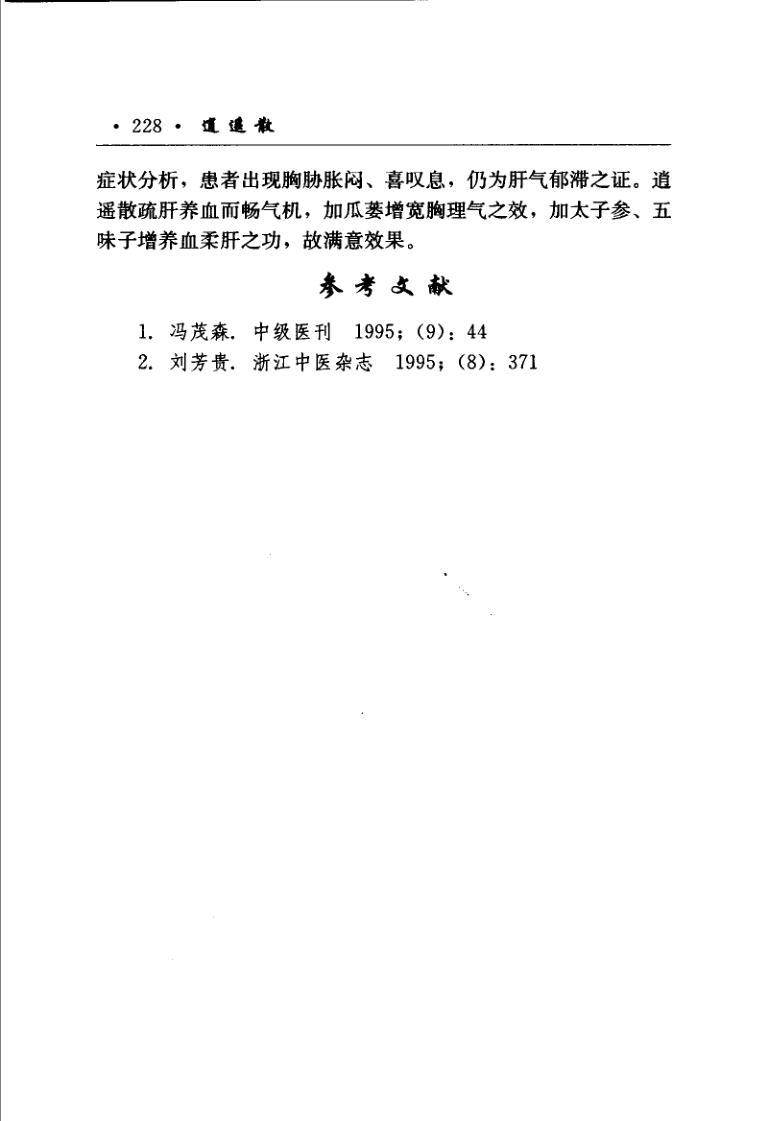 · 228 · 逍遥散
症状分析，患者出现胸胁胀闷、喜叹息，仍为肝气郁滞之证。逍
遥散疏肝养血而畅气机，加瓜蒌增宽胸理气之效，加太子参、五
味子增养血柔肝之功，故满意效果。
参考文献
1. 冯茂森. 中级医刊 1995；(9)：44
2. 刘芳贵. 浙江中医杂志 1995；(8)：371